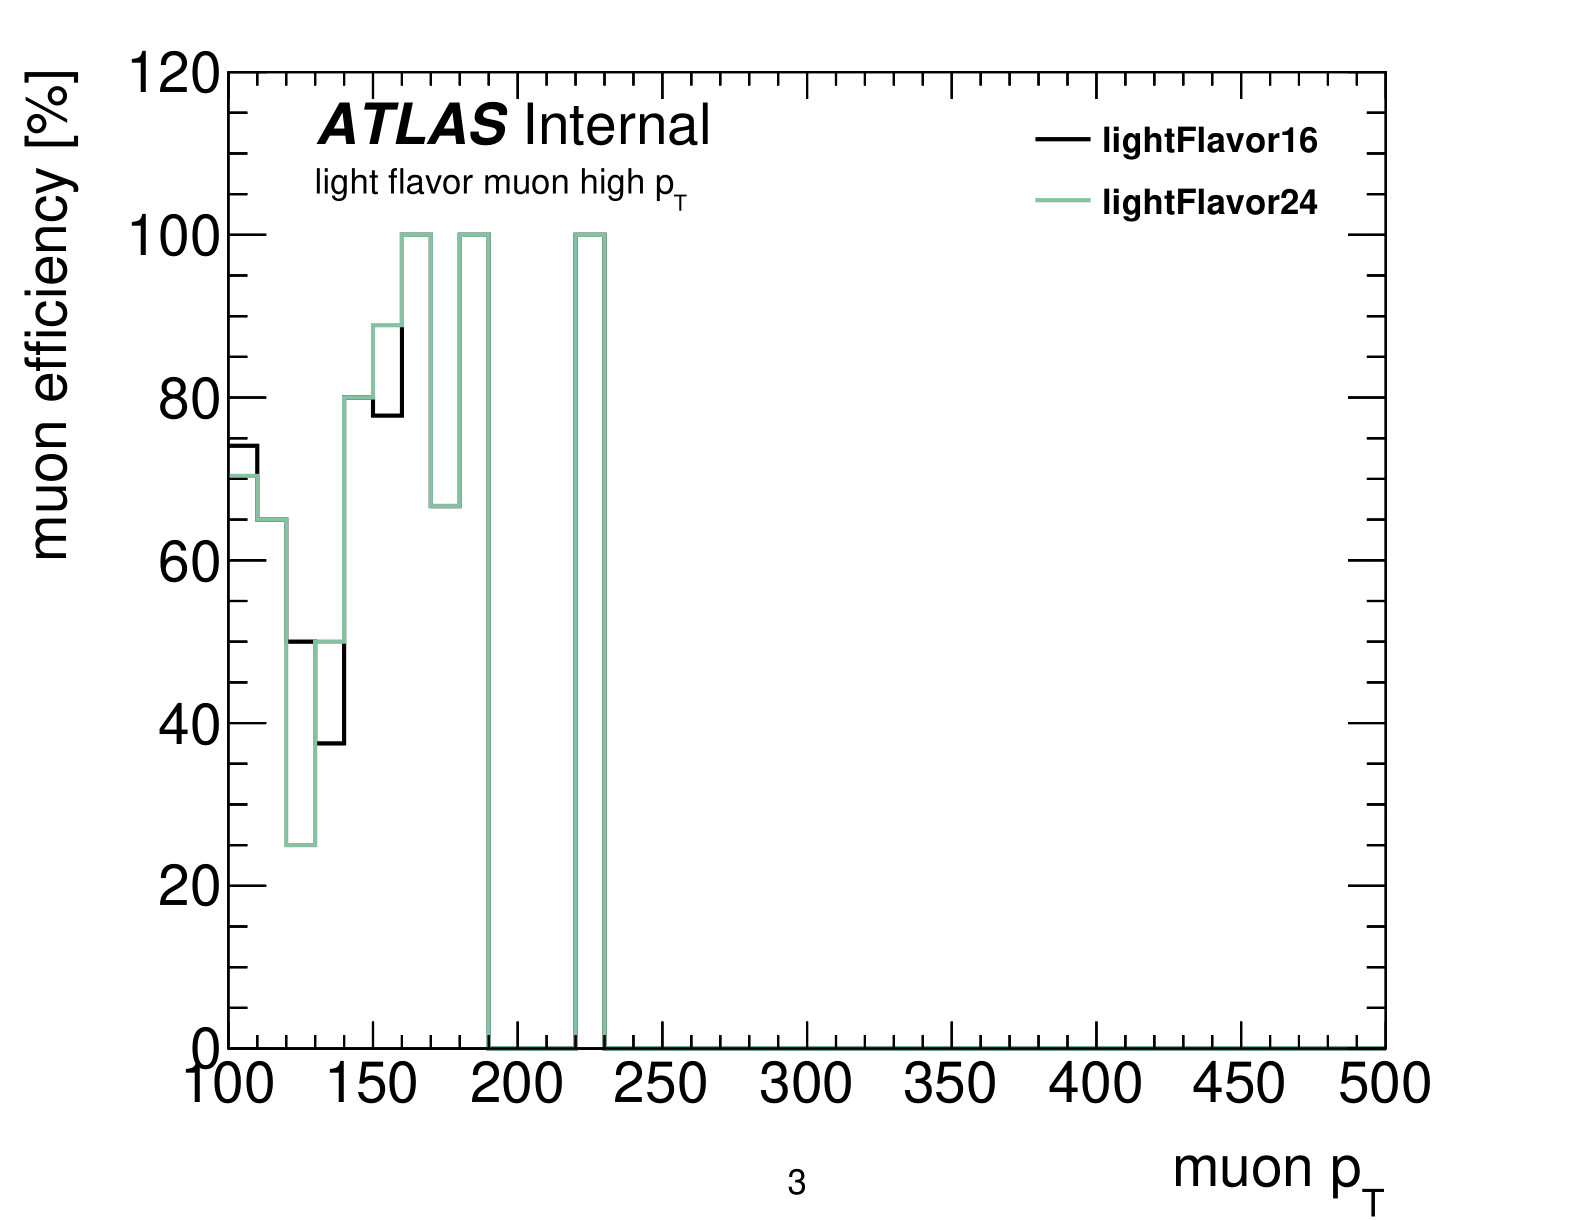 muon efficiency [%]
120
100
80
60
40
20
0
ATLAS Internal
light flavor muon high pT
lightFlavor16
lightFlavor24
100 150 200 250 300 350 400 450 500
muon pT
3